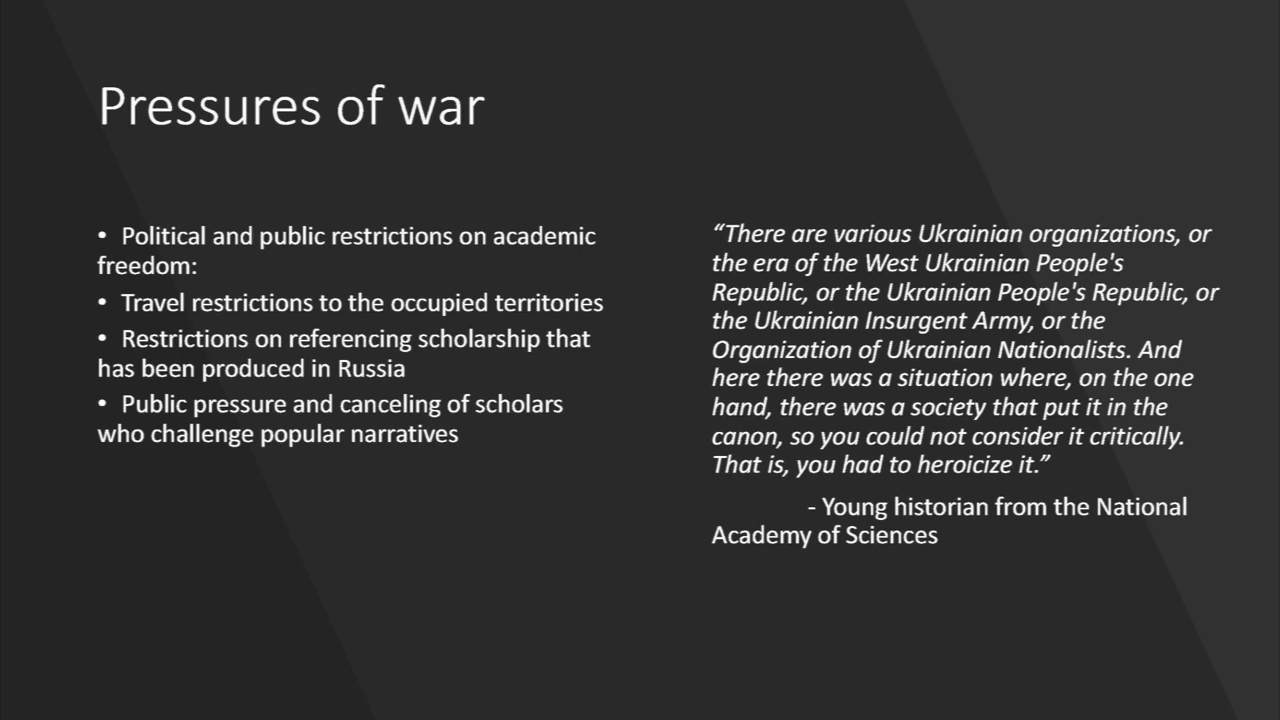 Pressures of war
• Political and public restrictions on academic
freedom:
• Travel restrictions to the occupied territories
• Restrictions on referencing scholarship that
has been produced in Russia
• Public pressure and canceling of scholars
who challenge popular narratives
“There are various Ukrainian organizations, or
the era of the West Ukrainian People's
Republic, or the Ukrainian People's Republic, or
the Ukrainian Insurgent Army, or the
Organization of Ukrainian Nationalists. And
here there was a situation where, on the one
hand, there was a society that put it in the
canon, so you could not consider it critically.
That is, you had to heroicize it.”
- Young historian from the National
Academy of Sciences